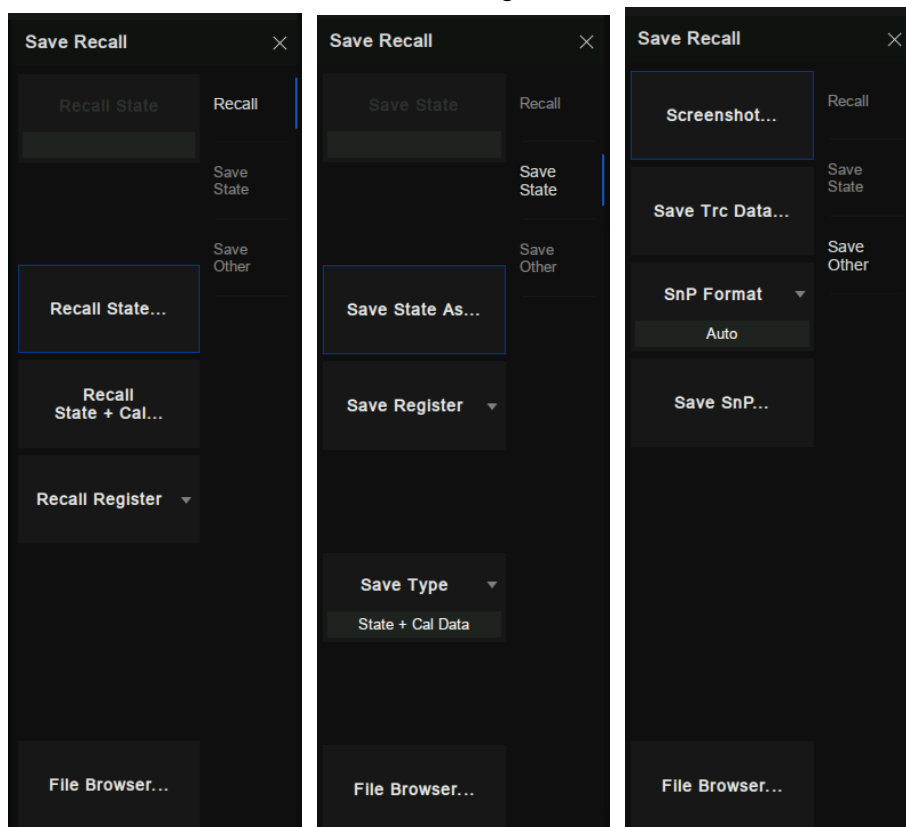 Save Recall
Recall State
Recall
Save
State
Save
Other
Recall State...
Recall
State + Cal...
Recall Register
File Browser...
Save Recall
Save State
Recall
Save
State
Save
Other
Save State As...
Save Register
Save Type
State + Cal Data
File Browser...
Save Recall
Screenshot...
Recall
Save
State
Save Trc Data...
Save
Other
SnP Format
Auto
Save SnP...
File Browser...